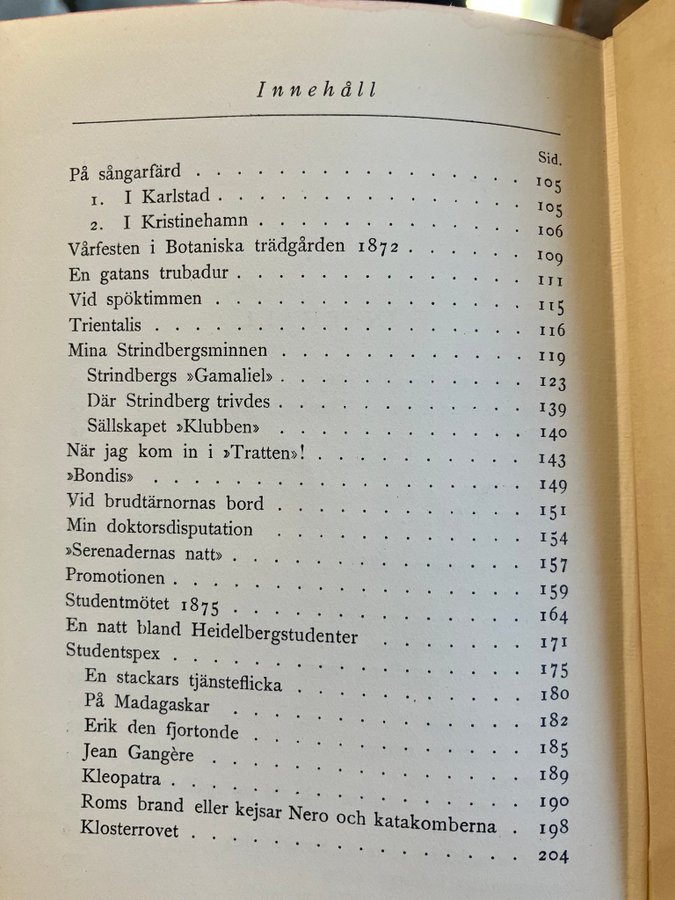 Innehåll
Sid.
På sångarfärd . . . . . . . . . . . . . . 105
1. I Karlstad . . . . . . . . . . . . . 105
2. I Kristinehamn . . . . . . . . . . . 106
Vårfesten i Botaniska trädgården 1872 . . . . . 109
En gatans trubadur . . . . . . . . . . . . 111
Vid spöktimmen . . . . . . . . . . . . . 115
Trientalis . . . . . . . . . . . . . . . 116
Mina Strindbergsminnen . . . . . . . . . . 119
Strindbergs »Gamaliel» . . . . . . . . . . 123
Där Strindberg trivdes . . . . . . . . . . 139
Sällskapet »Klubben» . . . . . . . . . . 140
När jag kom in i »Tratten»! . . . . . . . . . 143
»Bondis» . . . . . . . . . . . . . . . 149
Vid brudtärnornas bord . . . . . . . . . . 151
Min doktorsdisputation . . . . . . . . . . 154
»Serenadernas natt» . . . . . . . . . . . . 157
Promotionen . . . . . . . . . . . . . . 159
Studentmötet 1875 . . . . . . . . . . . . 164
En natt bland Heidelbergstudenter . . . . . . 171
Studentspex . . . . . . . . . . . . . . 175
En stackars tjänsteflicka . . . . . . . . . 180
På Madagaskar . . . . . . . . . . . . 182
Erik den fjortonde . . . . . . . . . . . 185
Jean Gangère . . . . . . . . . . . . . 189
Kleopatra . . . . . . . . . . . . . . 190
Roms brand eller kejsar Nero och katakomberna . 198
Klosterrovet . . . . . . . . . . . . . 204